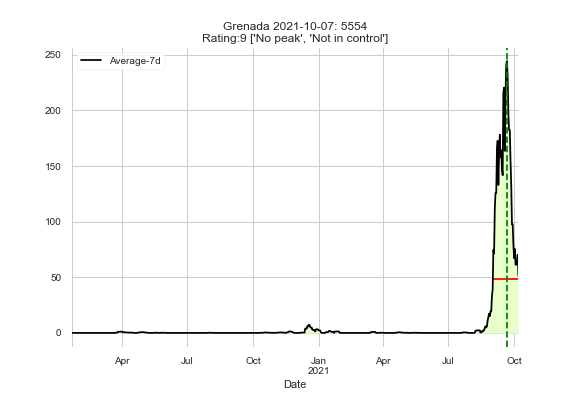 Grenada 2021-10-07: 5554
Rating:9 ['No peak', 'Not in control']
Average-7d
250
200
150
100
50
0
Apr
Jul
Oct
Jan
2021
Apr
Jul
Oct
Date